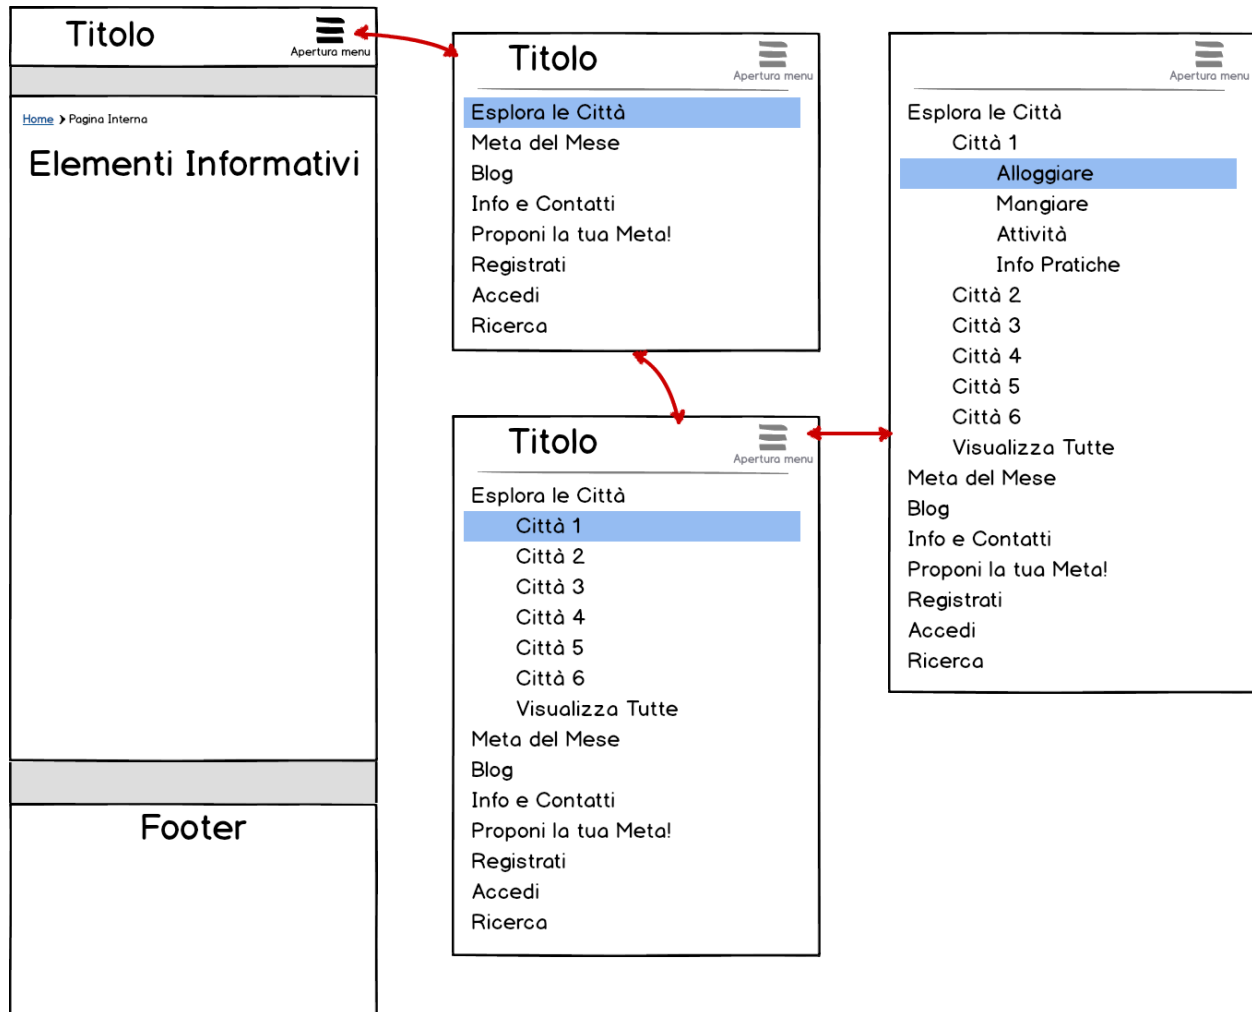 Titolo
Apertura menu
Home > Pagina Interna
Elementi Informativi
Footer
Titolo
Apertura menu
Esplora le Città
Meta del Mese
Blog
Info e Contatti
Proponi la tua Meta!
Registrati
Accedi
Ricerca
Titolo
Apertura menu
Esplora le Città
Città 1
Città 2
Città 3
Città 4
Città 5
Città 6
Visualizza Tutte
Meta del Mese
Blog
Info e Contatti
Proponi la tua Meta!
Registrati
Accedi
Ricerca
Apertura menu
Esplora le Città
Città 1
Alloggiare
Mangiare
Attività
Info Pratiche
Città 2
Città 3
Città 4
Città 5
Città 6
Visualizza Tutte
Meta del Mese
Blog
Info e Contatti
Proponi la tua Meta!
Registrati
Accedi
Ricerca